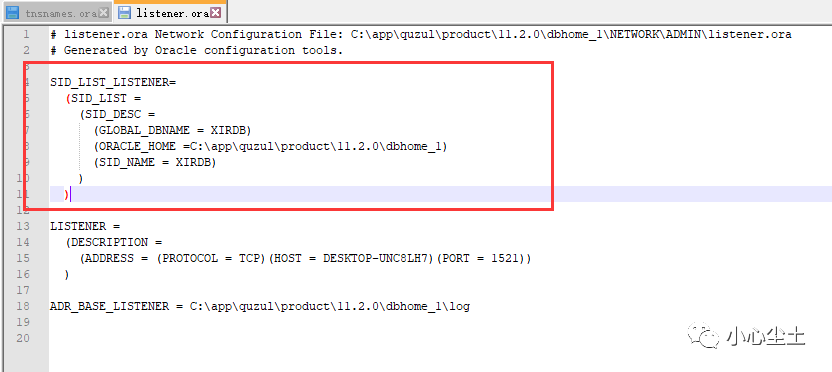 tnsnames.ora
listener.ora
1 # listener.ora Network Configuration File: C:\app\quzul\product\11.2.0\dbhome_1\NETWORK\ADMIN\listener.ora
2 # Generated by Oracle configuration tools.
3
4 SID_LIST_LISTENER=
5 (SID_LIST =
6 (SID_DESC =
7 (GLOBAL_DBNAME = XIRDB)
8 (ORACLE_HOME =C:\app\quzul\product\11.2.0\dbhome_1)
9 (SID_NAME = XIRDB)
10 )
11 )
12
13 LISTENER =
14 (DESCRIPTION =
15 (ADDRESS = (PROTOCOL = TCP)(HOST = DESKTOP-UNC8LH7)(PORT = 1521))
16 )
17
18 ADR_BASE_LISTENER = C:\app\quzul\product\11.2.0\dbhome_1\log
19
20
小心尘土